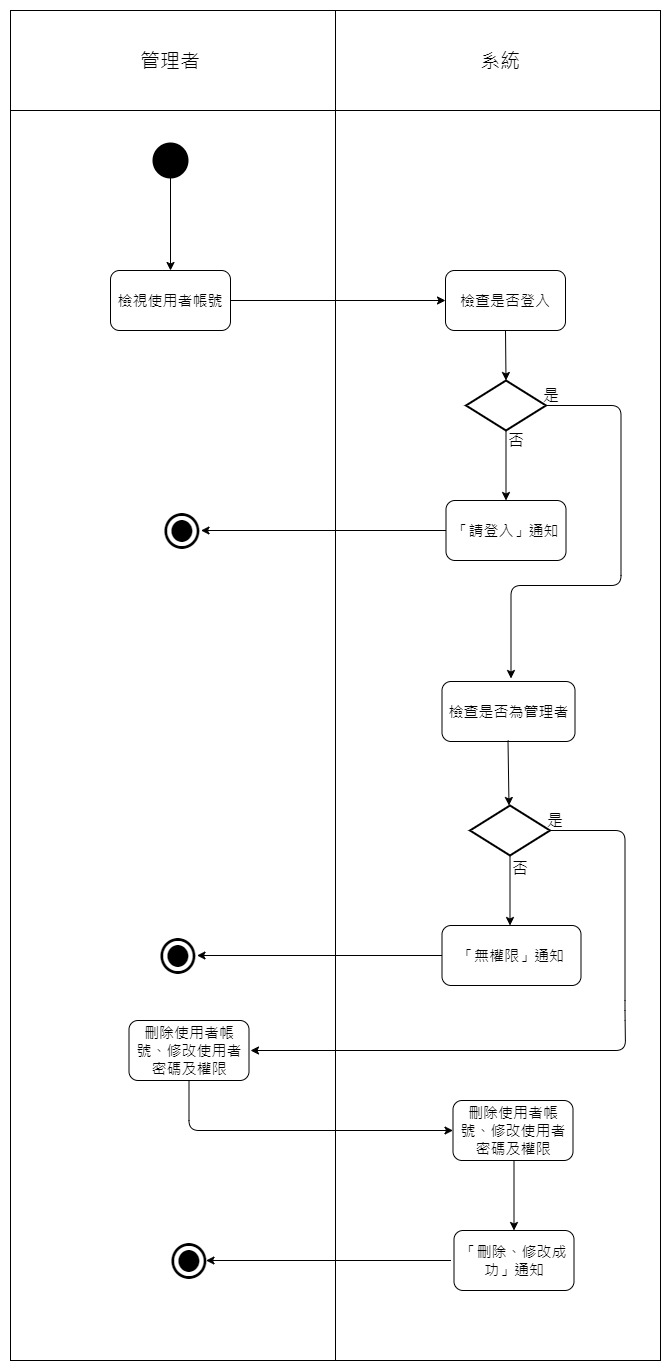 管理者
系統
檢視使用者帳號
檢查是否登入
是
否
「請登入」通知
檢查是否為管理者
是
否
「無權限」通知
刪除使用者帳
號、修改使用者
密碼及權限
刪除使用者帳
號、修改使用者
密碼及權限
「刪除、修改成
功」通知